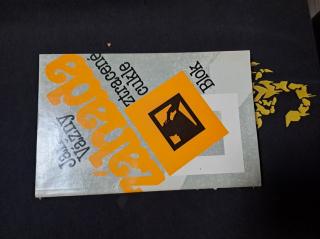 Jan
Vázný
Záhada
ztracené
cukle
Blok